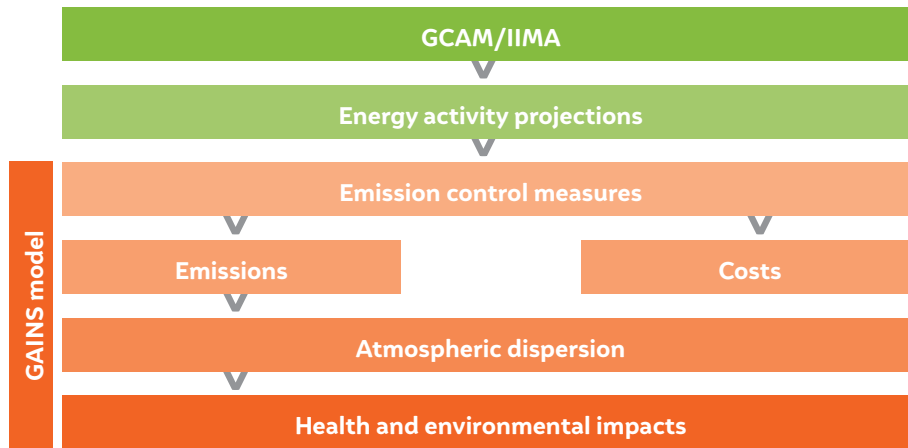 GCAM/IIMA
Energy activity projections
GAINS model
Emission control measures
Emissions
Costs
Atmospheric dispersion
Health and environmental impacts